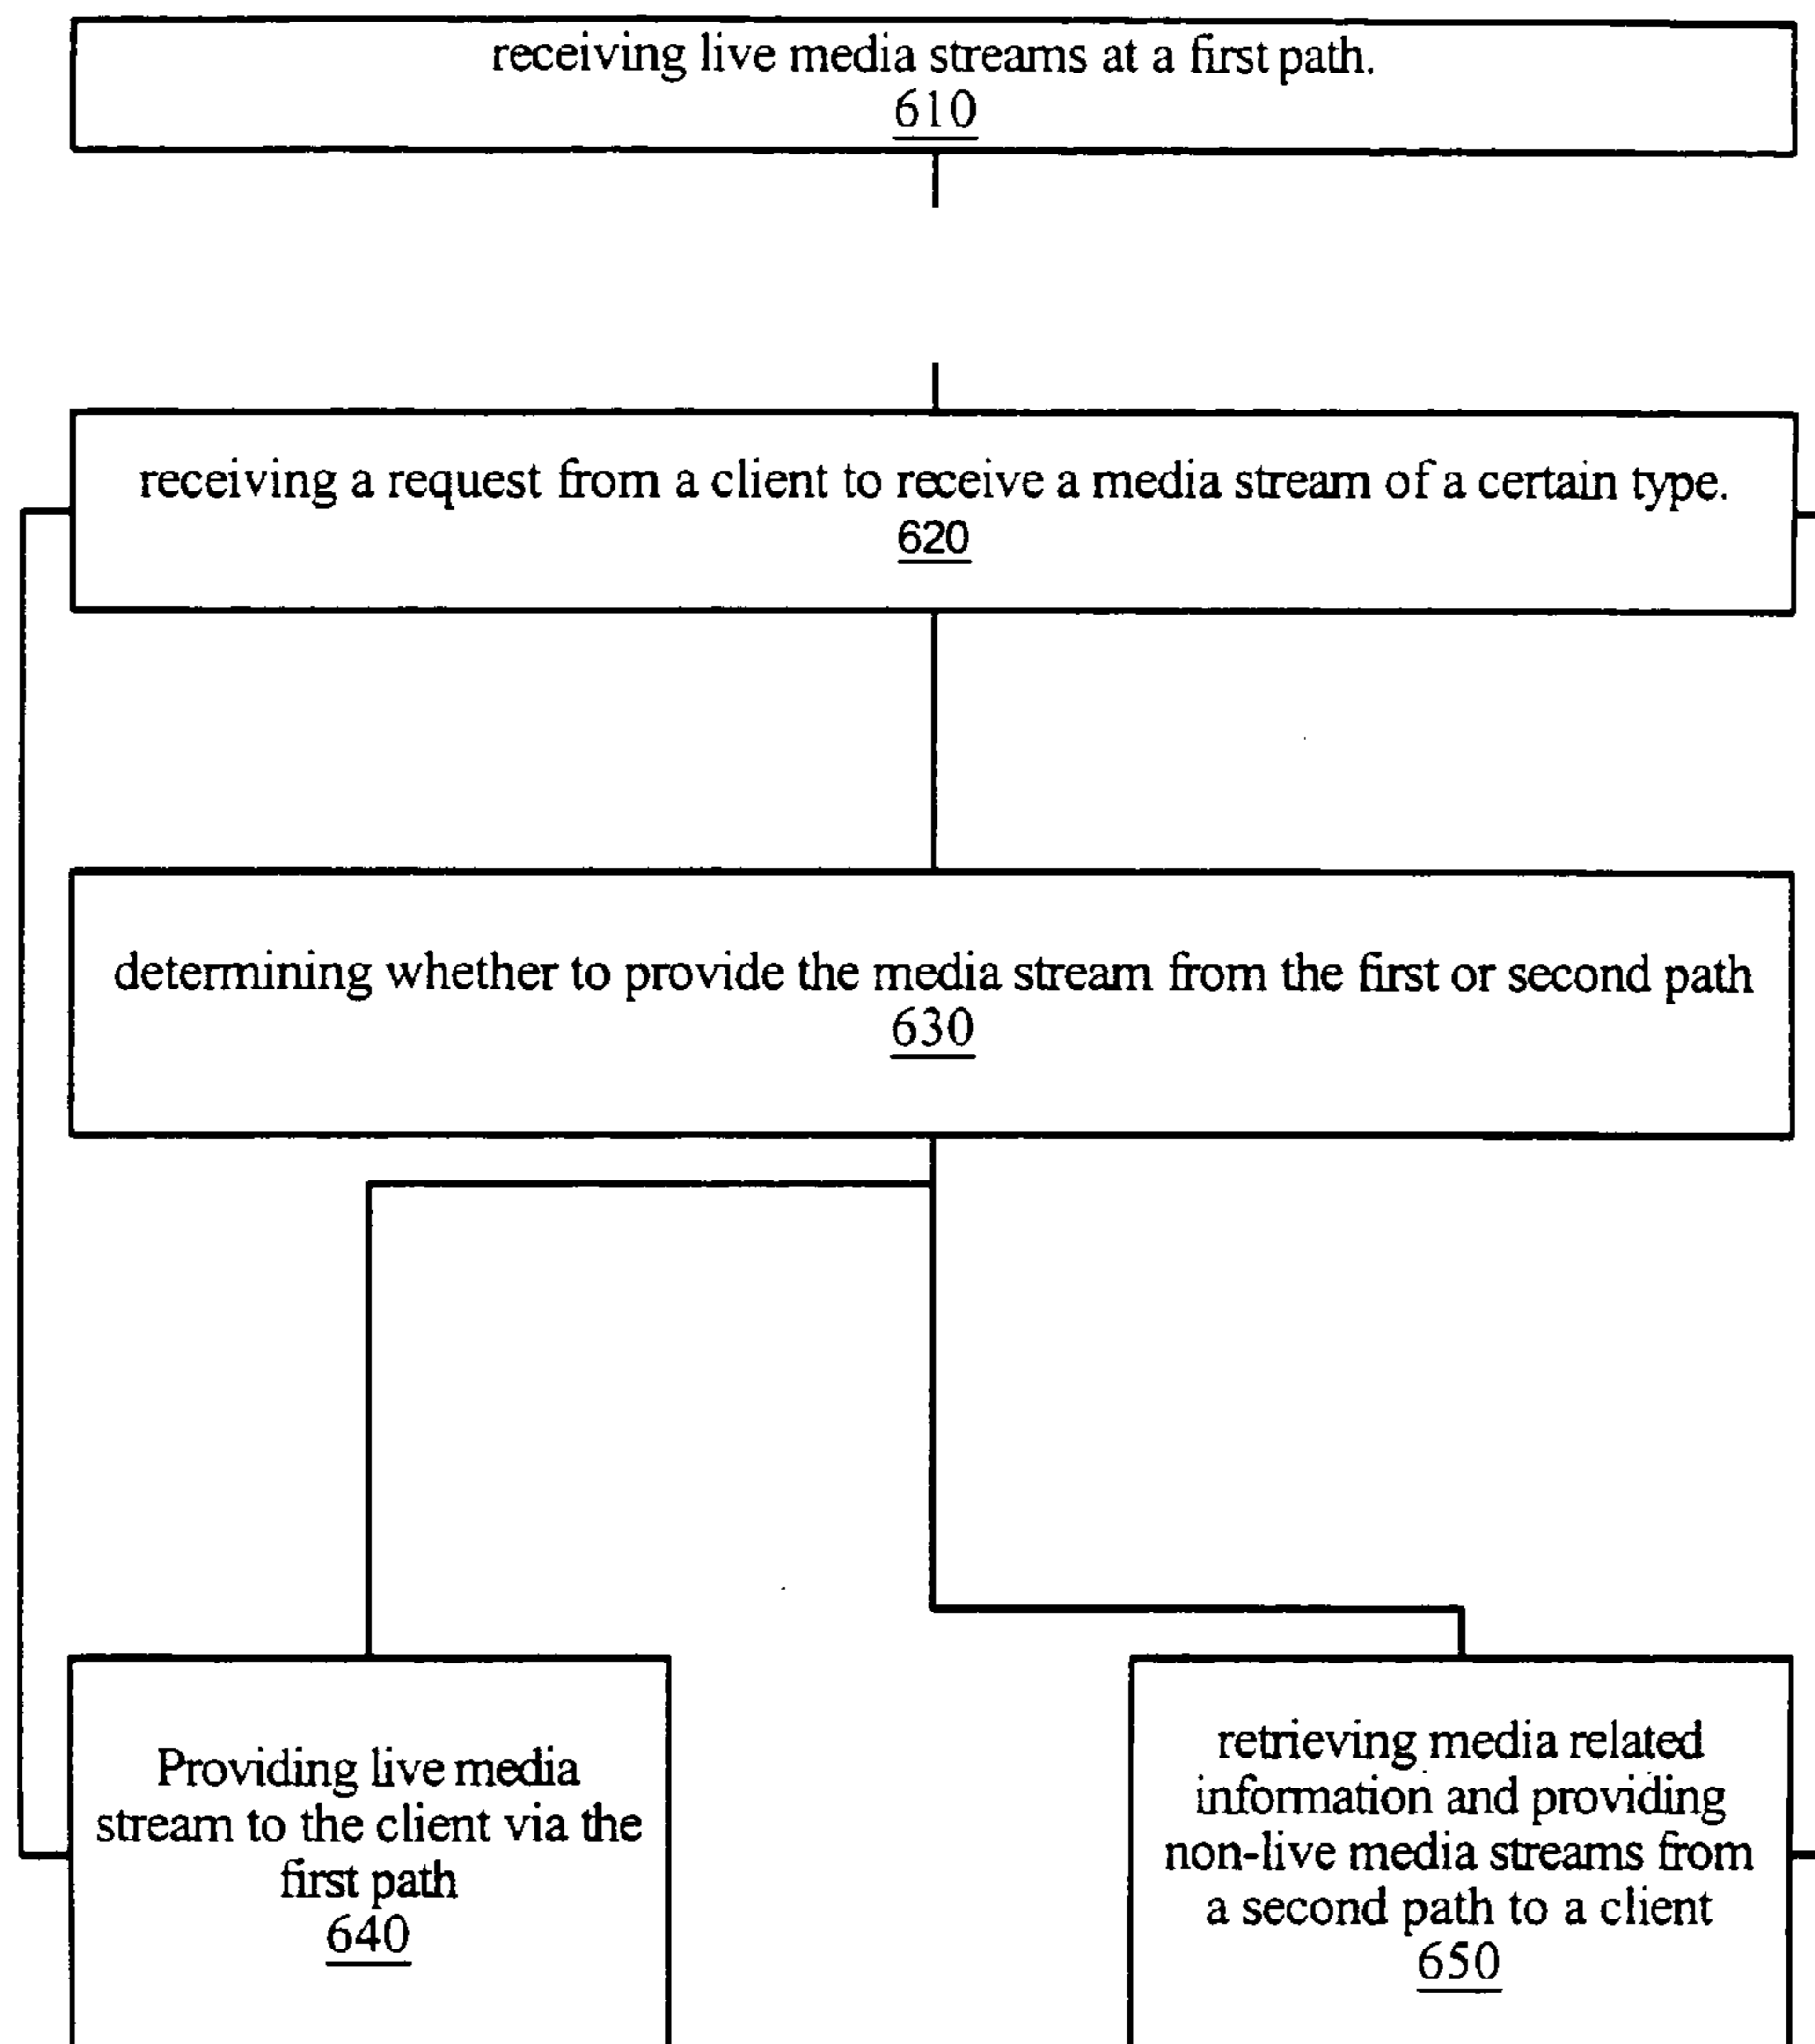 receiving live media streams at a first path.
610
receiving a request from a client to receive a media stream of a certain type.
620
determining whether to provide the media stream from the first or second path
630
Providing live media
stream to the client via the
first path
640
retrieving media related
information and providing
non-live media streams from
a second path to a client
650